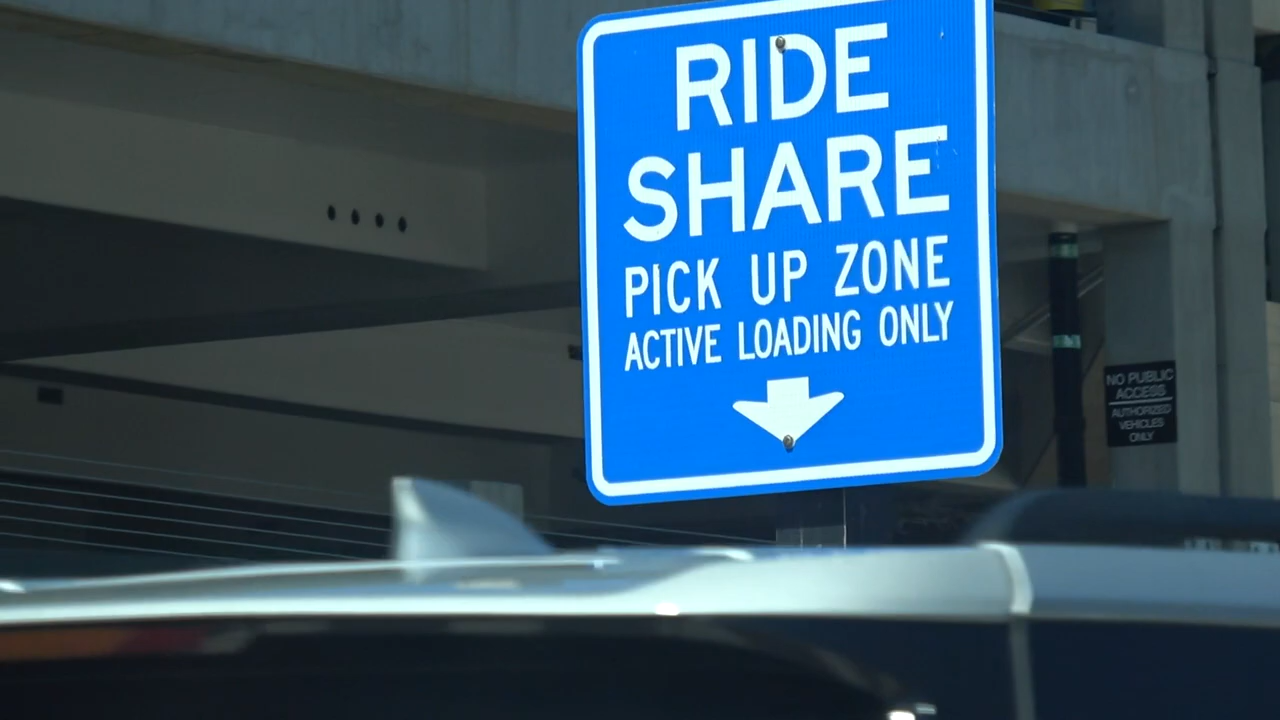 RIDE
SHARE
PICK UP ZONE
ACTIVE LOADING ONLY
NO PUBLIC
ACCESS
AUTHORIZED
VEHICLES
ONLY